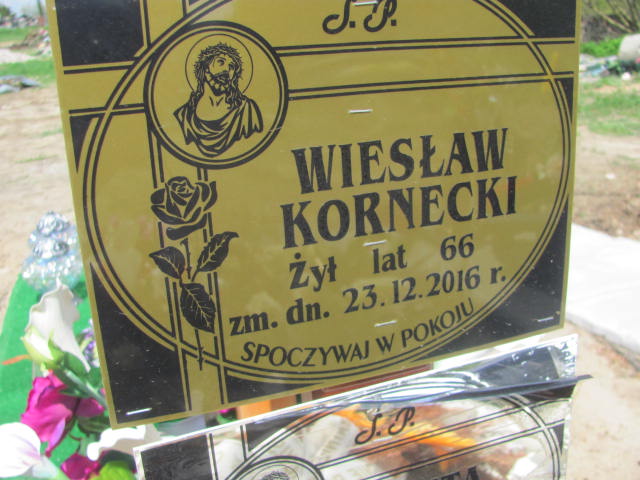 Ś. P.
WIESŁAW
KORNECKI
Żył lat 66
zm. dn. 23.12.2016 r.
SPOCZYWAJ W POKOJU
Ś. P.